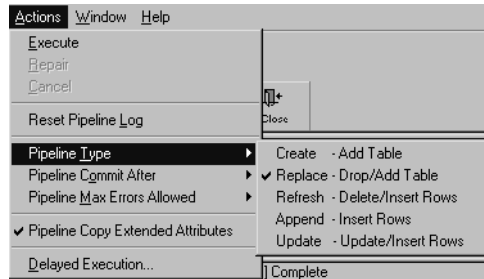 Actions Window Help
Execute
Repair
Cancel
Reset Pipeline Log
Close
Pipeline Type
Pipeline Commit After
Pipeline Max Errors Allowed
Pipeline Copy Extended Attributes
Delayed Execution...
Create - Add Table
Replace - Drop/Add Table
Refresh - Delete/Insert Rows
Append - Insert Rows
Update - Update/Insert Rows
] Complete